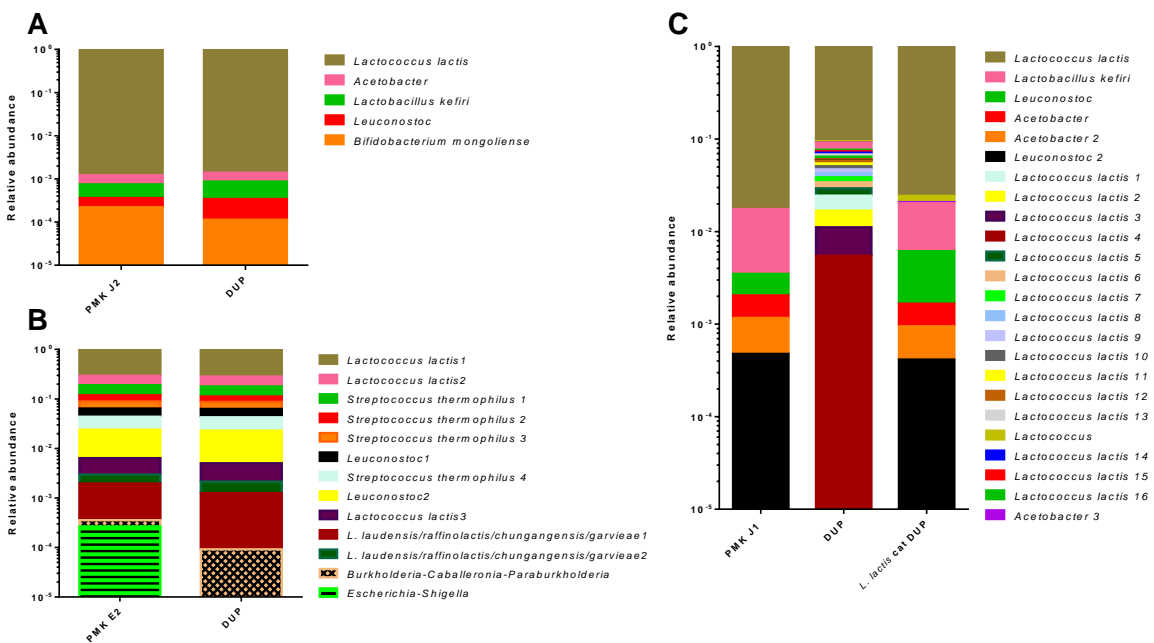 A
Relative abundance
10^0
10^-1
10^-2
10^-3
10^-4
10^-5
PMK J2
DUP
Lactococcus lactis
Acetobacter
Lactobacillus kefiri
Leuconostoc
Bifidobacterium mongoliense
B
Relative abundance
10^0
10^-1
10^-2
10^-3
10^-4
10^-5
PMK E2
DUP
Lactococcus lactis1
Lactococcus lactis2
Streptococcus thermophilus 1
Streptococcus thermophilus 2
Streptococcus thermophilus 3
Leuconostoc1
Streptococcus thermophilus 4
Leuconostoc2
Lactococcus lactis3
L. laudensis/raffinolactis/chungangensis/garvieae1
L. laudensis/raffinolactis/chungangensis/garvieae2
Burkholderia-Caballeronia-Paraburkholderia
Escherichia-Shigella
C
Relative abundance
10^0
10^-1
10^-2
10^-3
10^-4
10^-5
PMK J1
DUP
L. lactis cat DUP
Lactococcus lactis
Lactobacillus kefiri
Leuconostoc
Acetobacter
Acetobacter 2
Leuconostoc 2
Lactococcus lactis 1
Lactococcus lactis 2
Lactococcus lactis 3
Lactococcus lactis 4
Lactococcus lactis 5
Lactococcus lactis 6
Lactococcus lactis 7
Lactococcus lactis 8
Lactococcus lactis 9
Lactococcus lactis 10
Lactococcus lactis 11
Lactococcus lactis 12
Lactococcus lactis 13
Lactococcus
Lactococcus lactis 14
Lactococcus lactis 15
Lactococcus lactis 16
Acetobacter 3